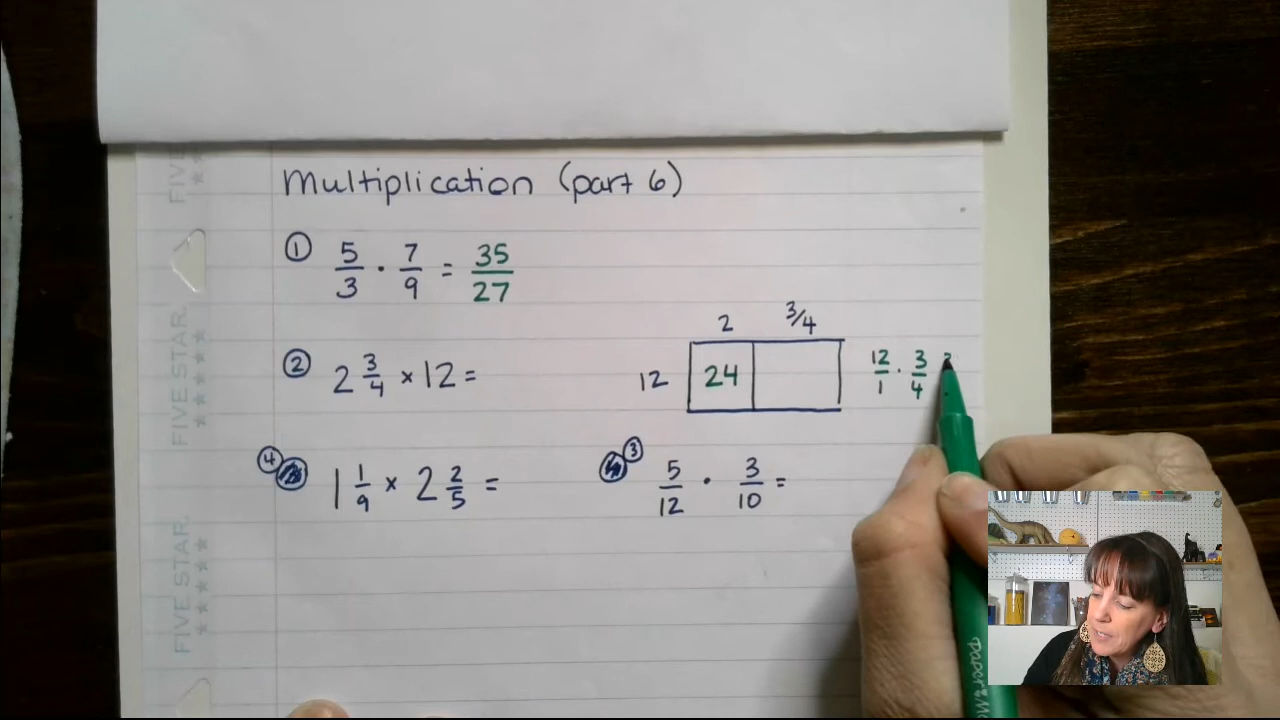 Multiplication (part 6)
① 5/3 · 7/9 = 35/27
2 3/4
② 2 3/4 × 12 =
12 24 12/1 · 3/4 =
④ 1 1/9 × 2 2/5 =
③ 5/12 · 3/10 =
FIVE STAR
FIVE STAR
FIVE
paper